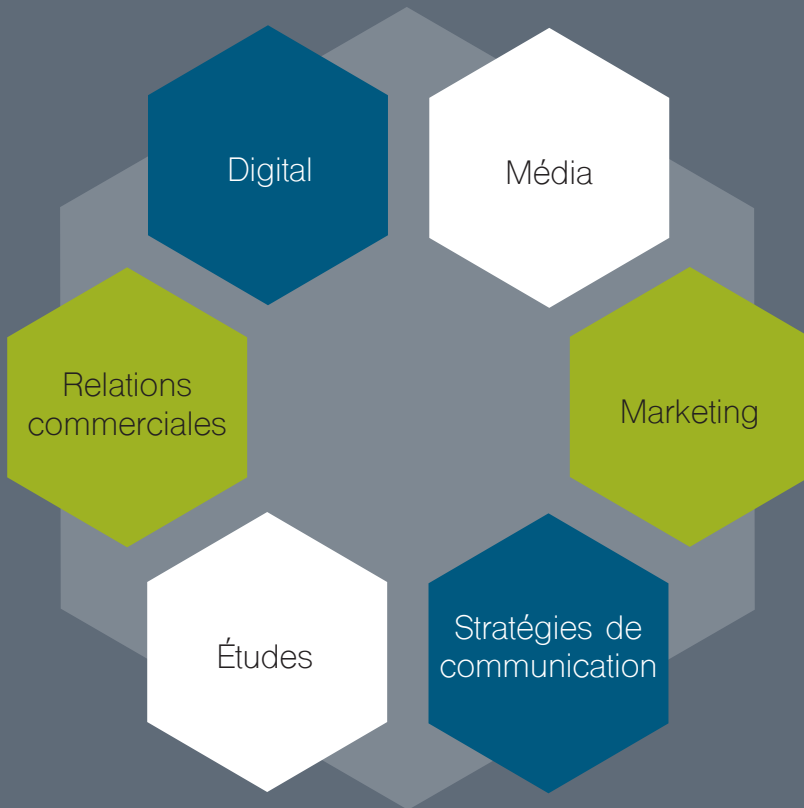 Digital
Média
Relations
commerciales
Marketing
Études
Stratégies de
communication